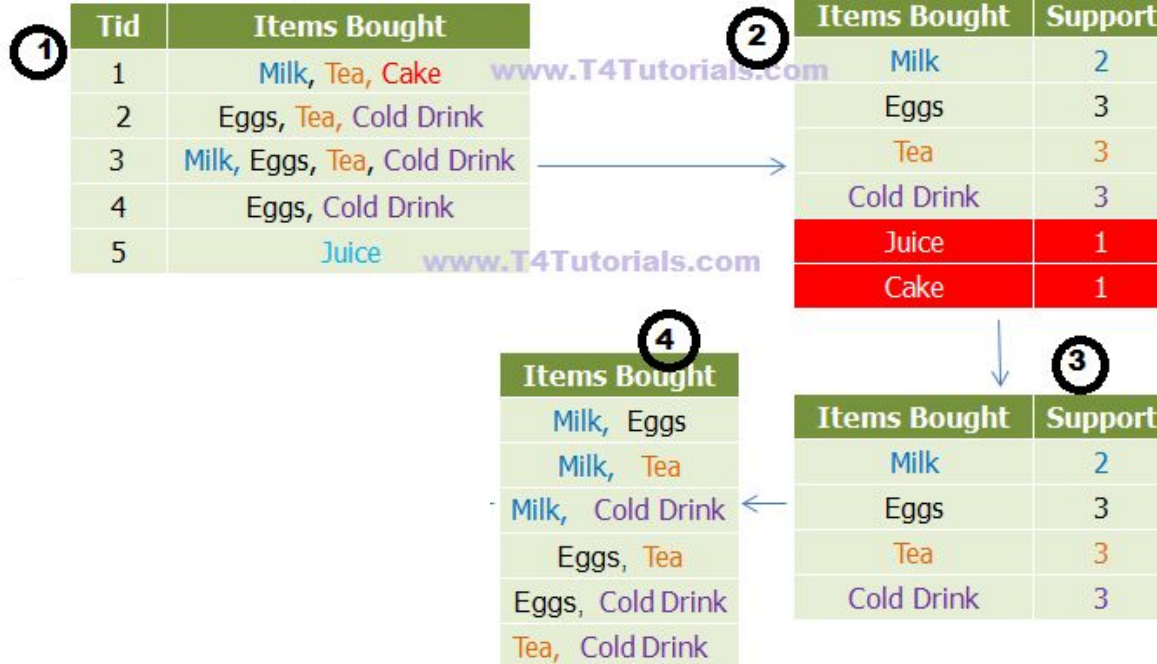 1
Tid Items Bought
1 Milk, Tea, Cake
2 Eggs, Tea, Cold Drink
3 Milk, Eggs, Tea, Cold Drink
4 Eggs, Cold Drink
5 Juice
www.T4Tutorials.com
www.T4Tutorials.com
2
Items Bought Support
Milk 2
Eggs 3
Tea 3
Cold Drink 3
Juice 1
Cake 1
3
Items Bought Support
Milk 2
Eggs 3
Tea 3
Cold Drink 3
4
Items Bought
Milk, Eggs
Milk, Tea
Milk, Cold Drink
Eggs, Tea
Eggs, Cold Drink
Tea, Cold Drink